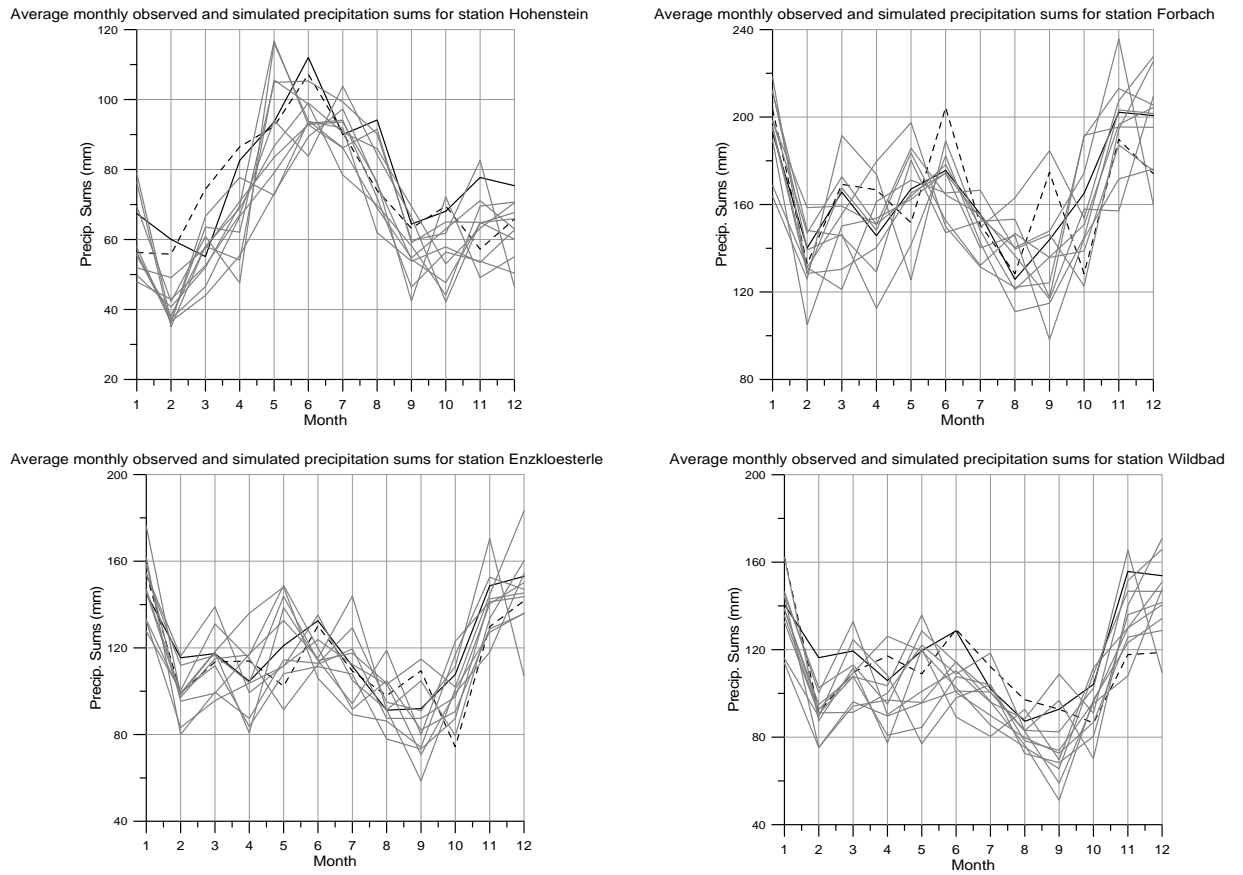 Average monthly observed and simulated precipitation sums for station Hohenstein
120
100
80
60
40
20
Precip. Sums (mm)
1 2 3 4 5 6 7 8 9 10 11 12
Month
Average monthly observed and simulated precipitation sums for station Forbach
240
200
160
120
80
Precip. Sums (mm)
1 2 3 4 5 6 7 8 9 10 11 12
Month
Average monthly observed and simulated precipitation sums for station Enzkloesterle
200
160
120
80
40
Precip. Sums (mm)
1 2 3 4 5 6 7 8 9 10 11 12
Month
Average monthly observed and simulated precipitation sums for station Wildbad
200
160
120
80
40
Precip. Sums (mm)
1 2 3 4 5 6 7 8 9 10 11 12
Month